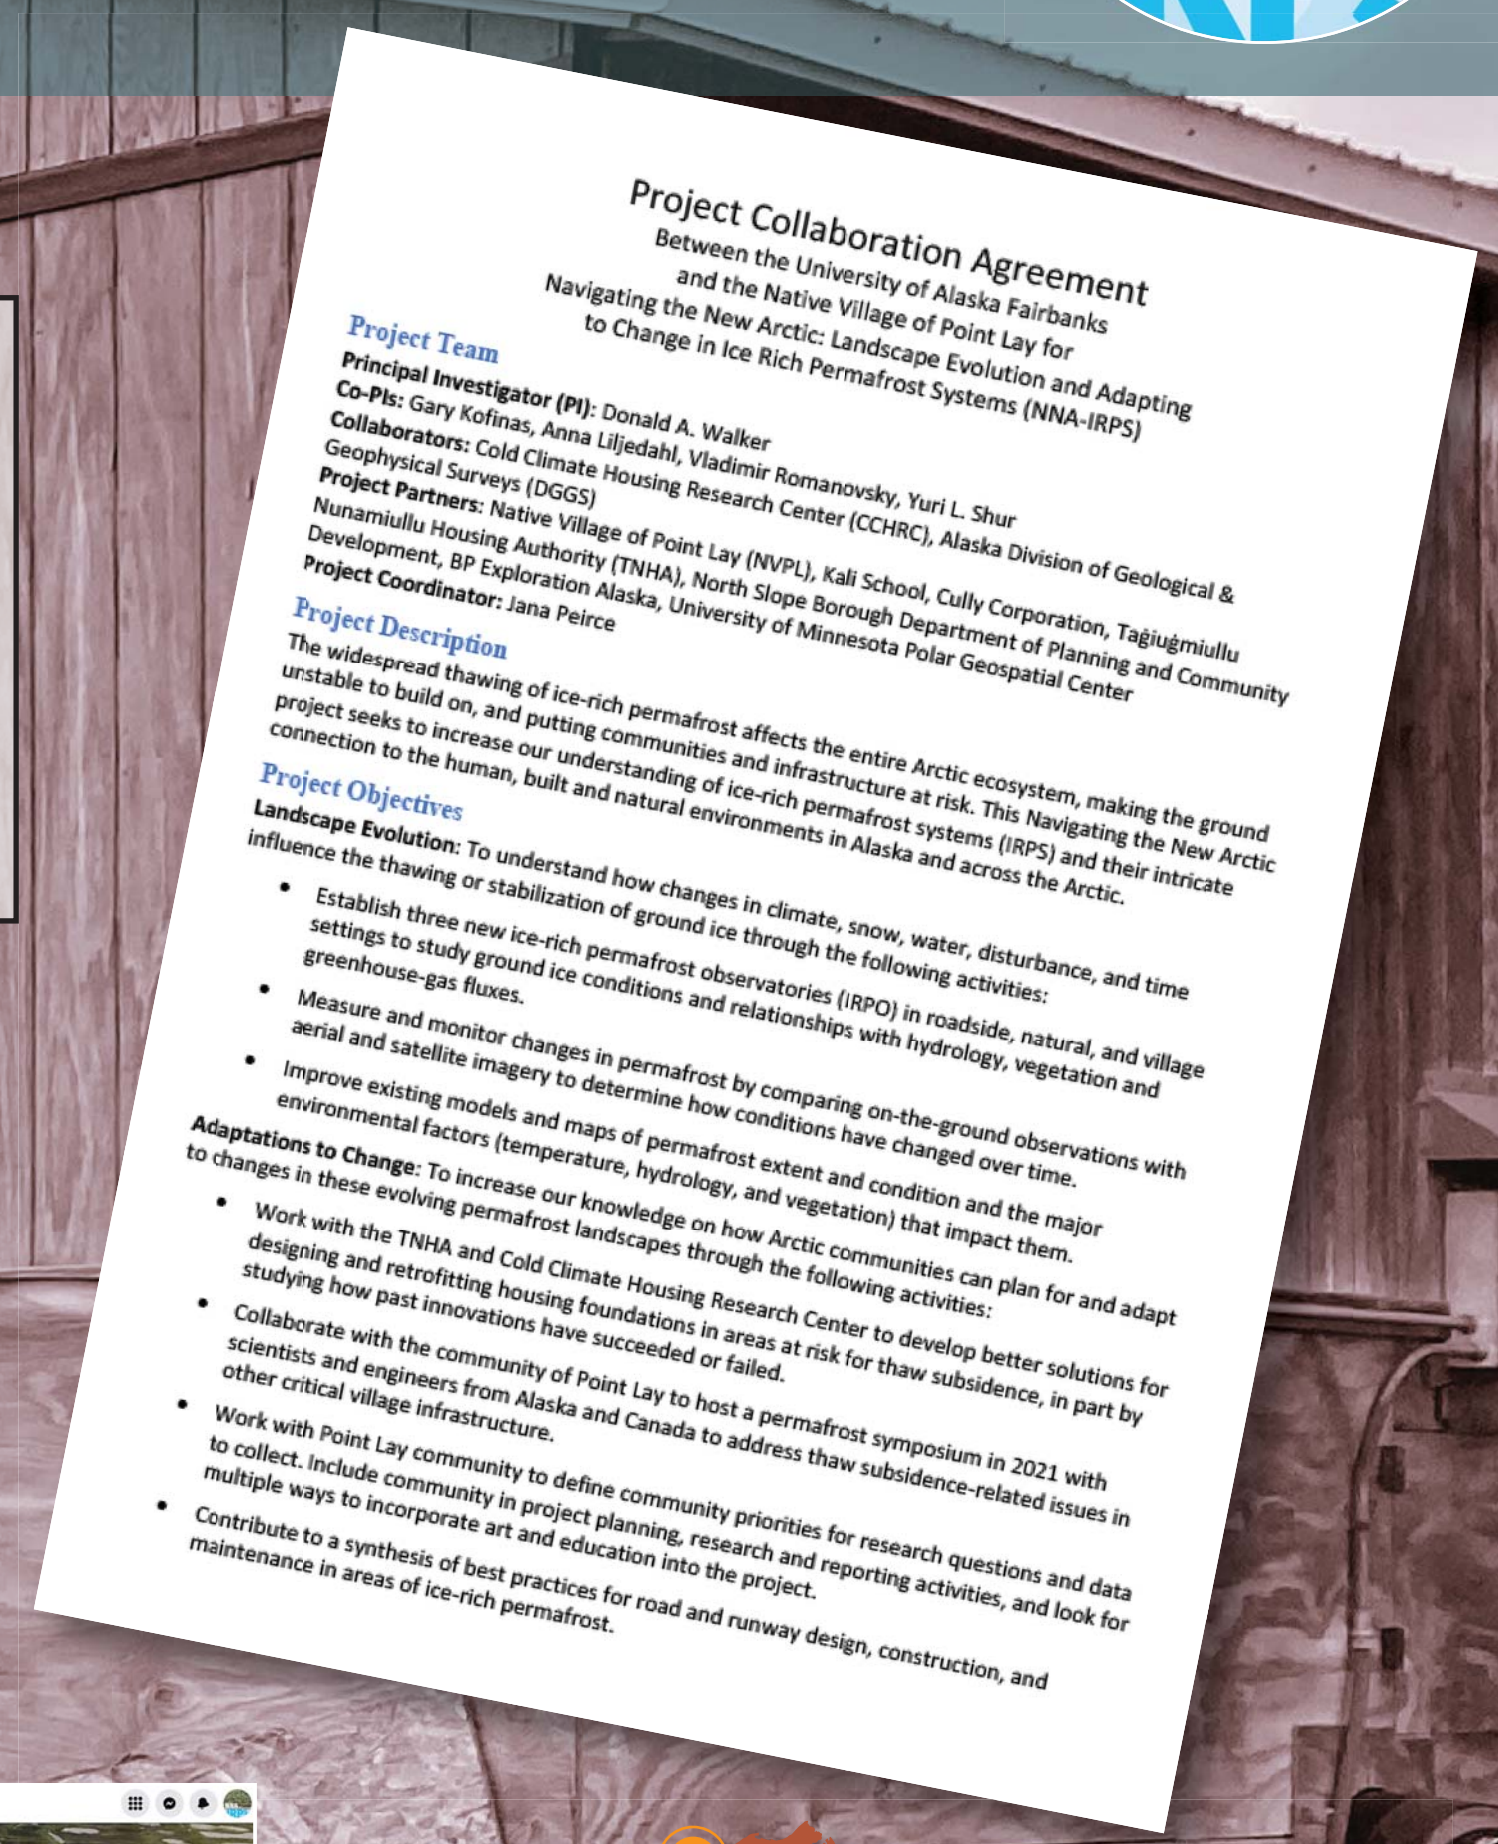 Project Collaboration Agreement
Between the University of Alaska Fairbanks
and the Native Village of Point Lay for
Navigating the New Arctic: Landscape Evolution and Adapting
to Change in Ice Rich Permafrost Systems (NNA-IRPS)
Project Team
Principal Investigator (PI): Donald A. Walker
Co-PIs: Gary Kofinas, Anna Liljedahl, Vladimir Romanovsky, Yuri L. Shur
Collaborators: Cold Climate Housing Research Center (CCHRC), Alaska Division of Geological &
Geophysical Surveys (DGGS)
Project Partners: Native Village of Point Lay (NVPL), Kali School, Cully Corporation, Taġiuġmiullu
Nunamiullu Housing Authority (TNHA), North Slope Borough Department of Planning and Community
Development, BP Exploration Alaska, University of Minnesota Polar Geospatial Center
Project Coordinator: Jana Peirce
Project Description
The widespread thawing of ice-rich permafrost affects the entire Arctic ecosystem, making the ground
unstable to build on, and putting communities and infrastructure at risk. This Navigating the New Arctic
project seeks to increase our understanding of ice-rich permafrost systems (IRPS) and their intricate
connection to the human, built and natural environments in Alaska and across the Arctic.
Project Objectives
Landscape Evolution: To understand how changes in climate, snow, water, disturbance, and time
influence the thawing or stabilization of ground ice through the following activities:
• Establish three new ice-rich permafrost observatories (IRPO) in roadside, natural, and village
settings to study ground ice conditions and relationships with hydrology, vegetation and
greenhouse-gas fluxes.
• Measure and monitor changes in permafrost by comparing on-the-ground observations with
aerial and satellite imagery to determine how conditions have changed over time.
• Improve existing models and maps of permafrost extent and condition and the major
environmental factors (temperature, hydrology, and vegetation) that impact them.
Adaptations to Change: To increase our knowledge on how Arctic communities can plan for and adapt
to changes in these evolving permafrost landscapes through the following activities:
• Work with the TNHA and Cold Climate Housing Research Center to develop better solutions for
designing and retrofitting housing foundations in areas at risk for thaw subsidence, in part by
studying how past innovations have succeeded or failed.
• Collaborate with the community of Point Lay to host a permafrost symposium in 2021 with
scientists and engineers from Alaska and Canada to address thaw subsidence-related issues in
other critical village infrastructure.
• Work with Point Lay community to define community priorities for research questions and data
to collect. Include community in project planning, research and reporting activities, and look for
multiple ways to incorporate art and education into the project.
• Contribute to a synthesis of best practices for road and runway design, construction, and
maintenance in areas of ice-rich permafrost.